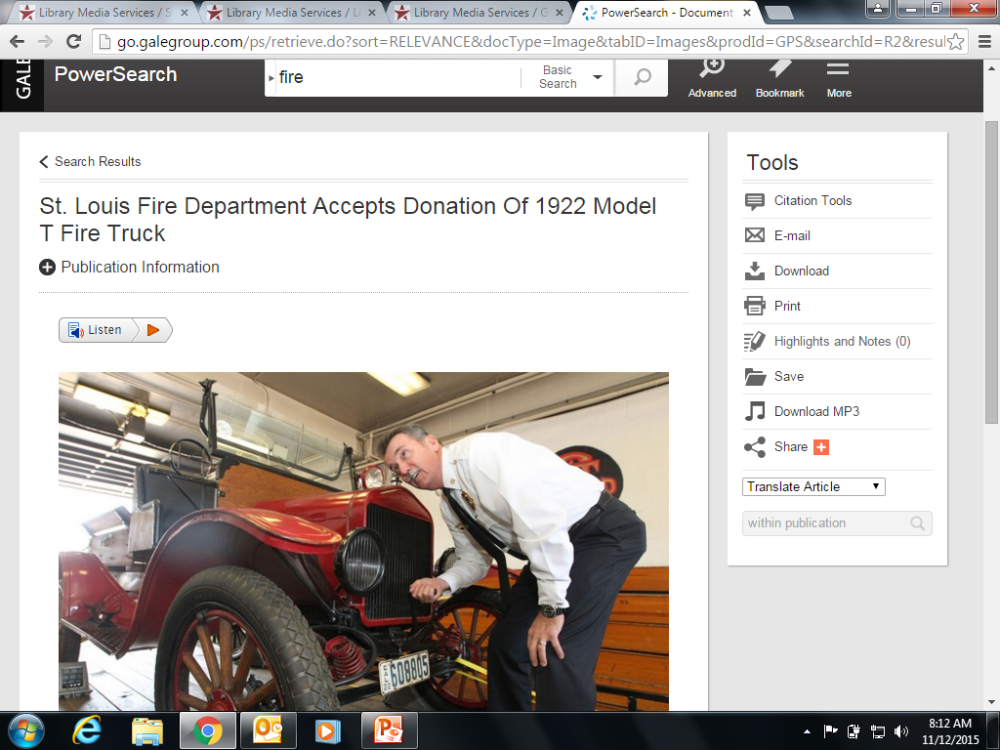 Library Media Services / S
Library Media Services / Li
Library Media Services / G
PowerSearch - Document
go.galegroup.com/ps/retrieve.do?sort=RELEVANCE&docType=Image&tabID=Images&prodId=GPS&searchId=R2&resul
GALE
PowerSearch
fire
Basic
Search
Advanced
Bookmark
More
Search Results
St. Louis Fire Department Accepts Donation Of 1922 Model
T Fire Truck
Publication Information
Listen
Tools
Citation Tools
E-mail
Download
Print
Highlights and Notes (0)
Save
Download MP3
Share
Translate Article
within publication
608805
8:12 AM
11/12/2015